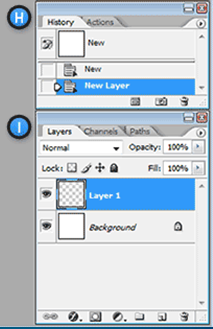 H
History Actions
New
New
New Layer
I
Layers Channels Paths
Normal Opacity: 100%
Lock: Fill: 100%
Layer 1
Background